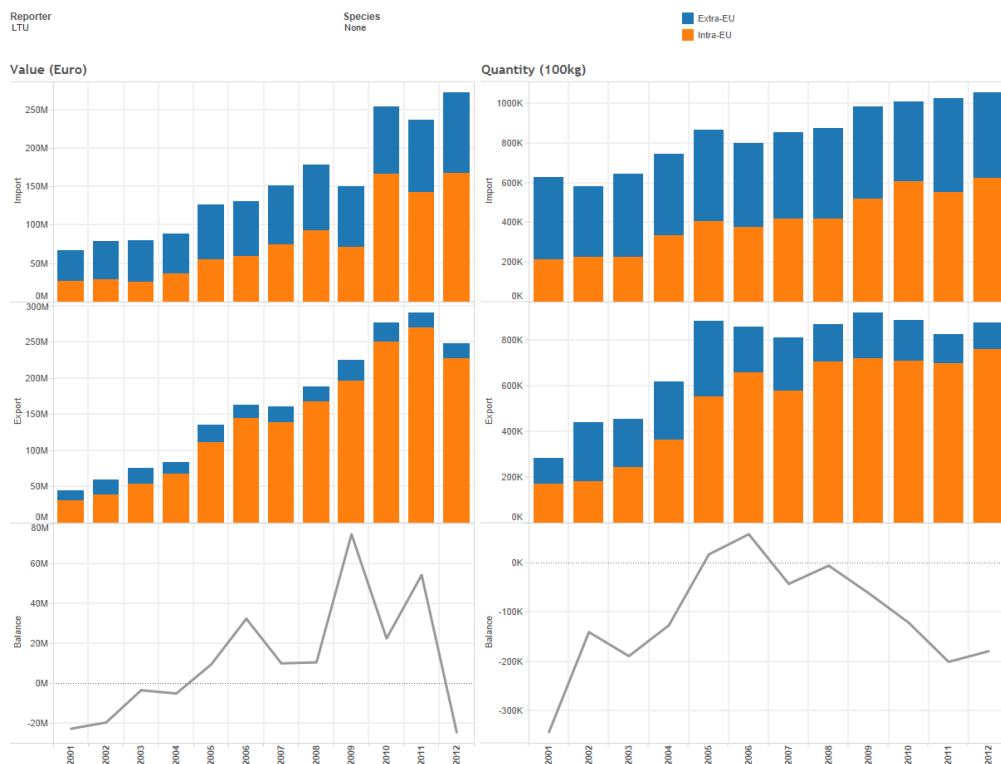 Reporter
LTU
Species
None
Extra-EU
Intra-EU
Value (Euro)
Quantity (100kg)
Import
250M
200M
150M
100M
50M
0M
Import
1000K
800K
600K
400K
200K
0K
Export
300M
250M
200M
150M
100M
50M
0M
Export
800K
600K
400K
200K
0K
Balance
80M
60M
40M
20M
0M
-20M
Balance
0K
-100K
-200K
-300K
2001 2002 2003 2004 2005 2006 2007 2008 2009 2010 2011 2012
2001 2002 2003 2004 2005 2006 2007 2008 2009 2010 2011 2012